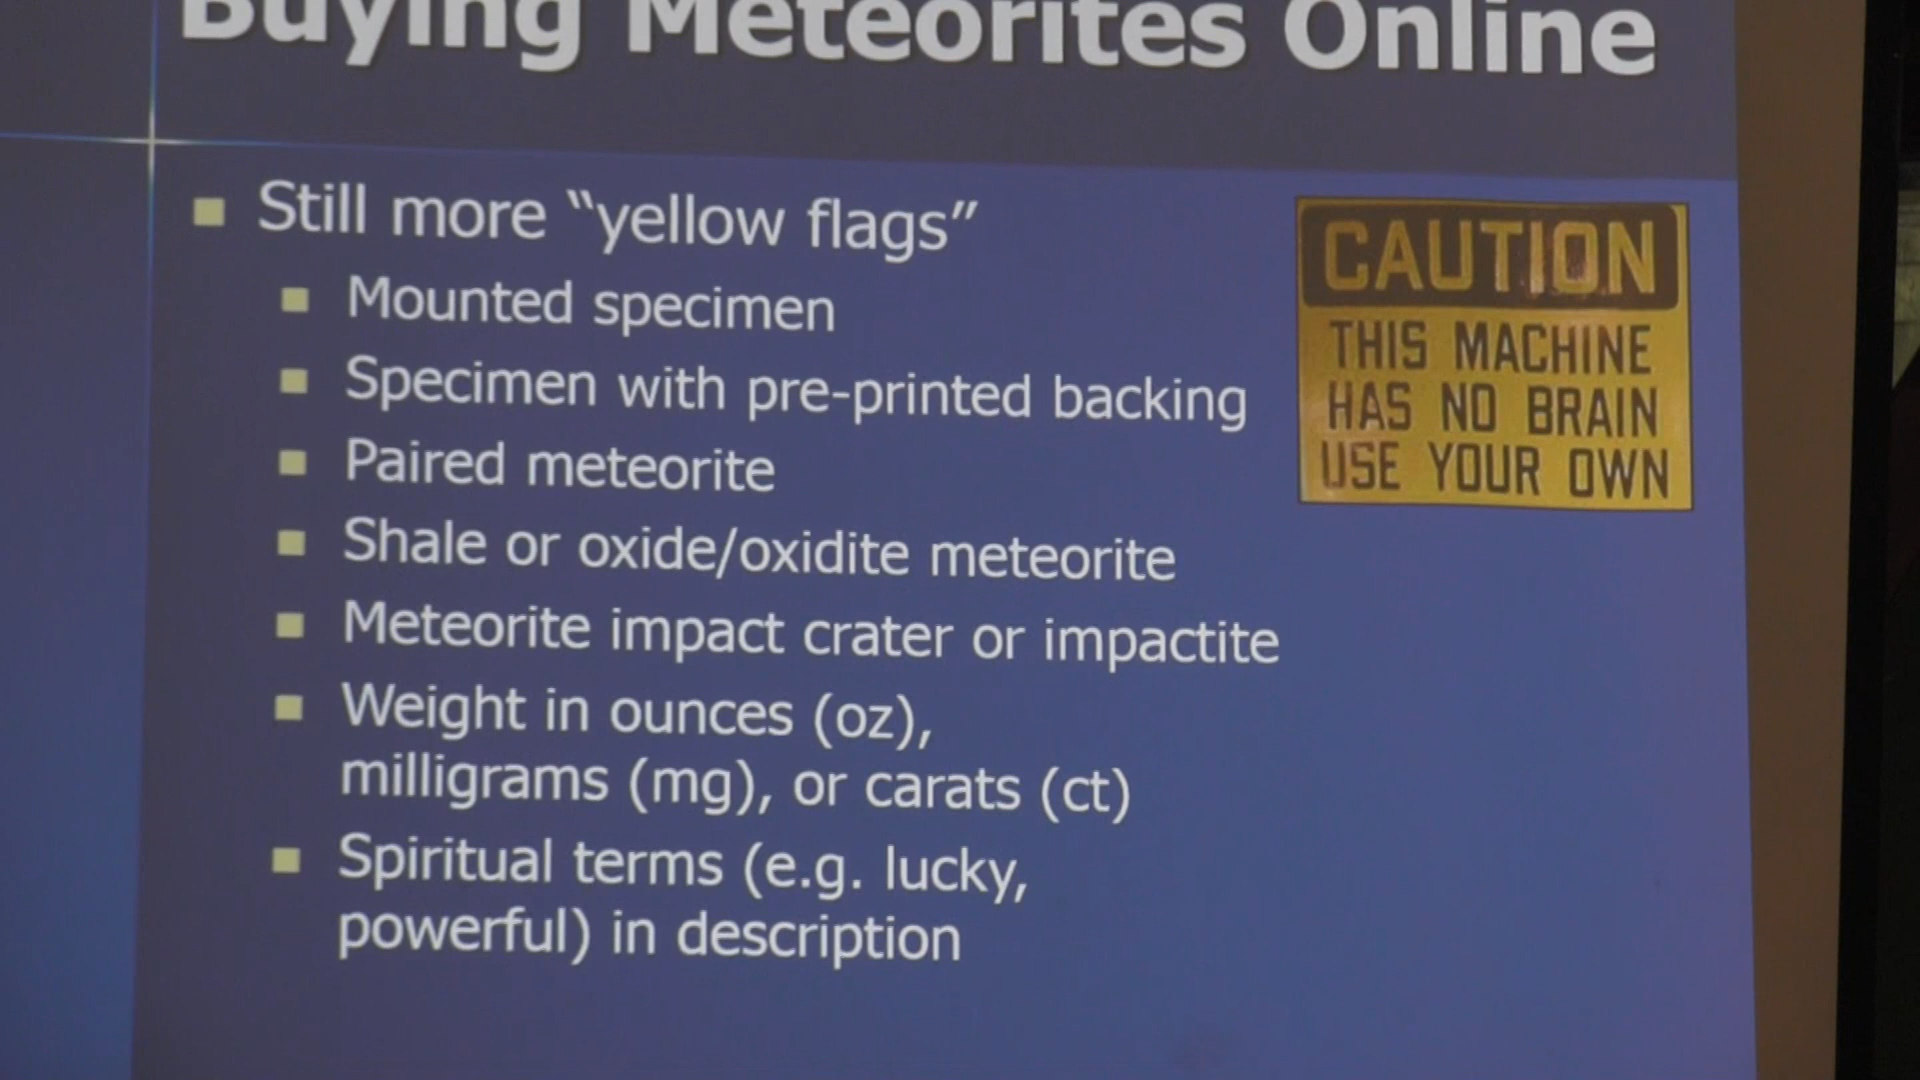 Buying Meteorites Online
Still more “yellow flags”
Mounted specimen
Specimen with pre-printed backing
Paired meteorite
Shale or oxide/oxidite meteorite
Meteorite impact crater or impactite
Weight in ounces (oz),
milligrams (mg), or carats (ct)
Spiritual terms (e.g. lucky,
powerful) in description
CAUTION
THIS MACHINE
HAS NO BRAIN
USE YOUR OWN